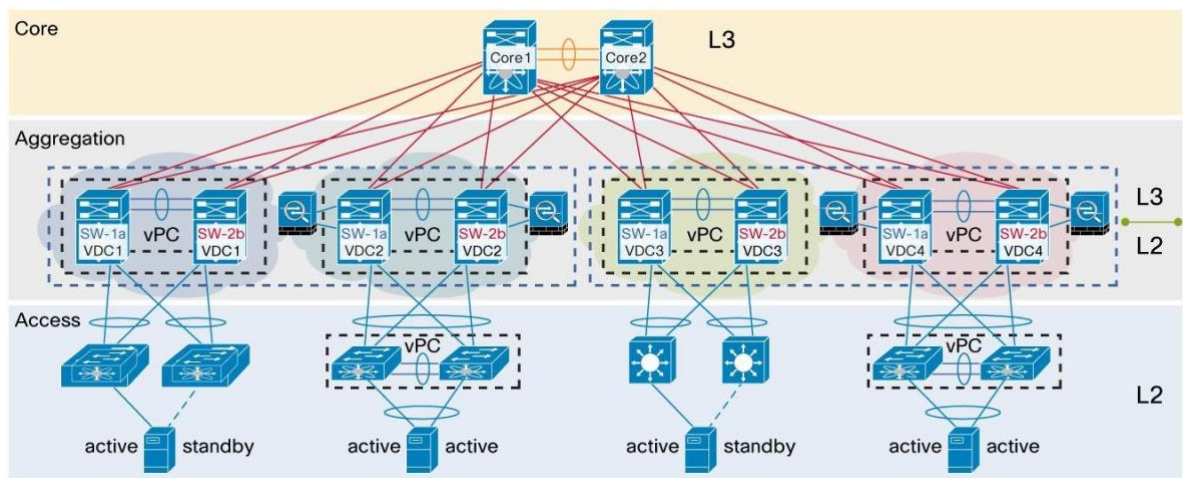 Core
L3
Core1
Core2
Aggregation
SW-1a
VDC1
vPC
SW-2b
VDC1
SW-1a
VDC2
vPC
SW-2b
VDC2
SW-1a
VDC3
vPC
SW-2b
VDC3
SW-1a
VDC4
vPC
SW-2b
VDC4
L3
L2
Access
vPC
vPC
L2
active standby
active active
active standby
active active